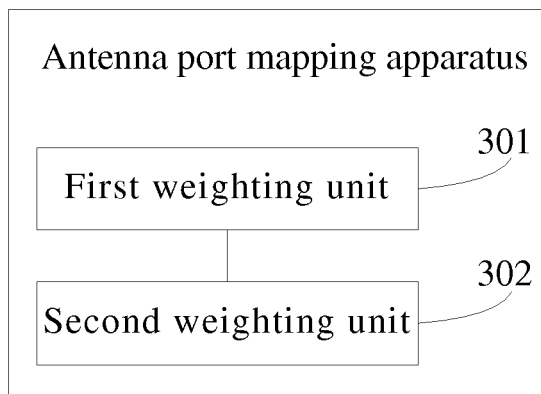 Antenna port mapping apparatus
301
First weighting unit
302
Second weighting unit